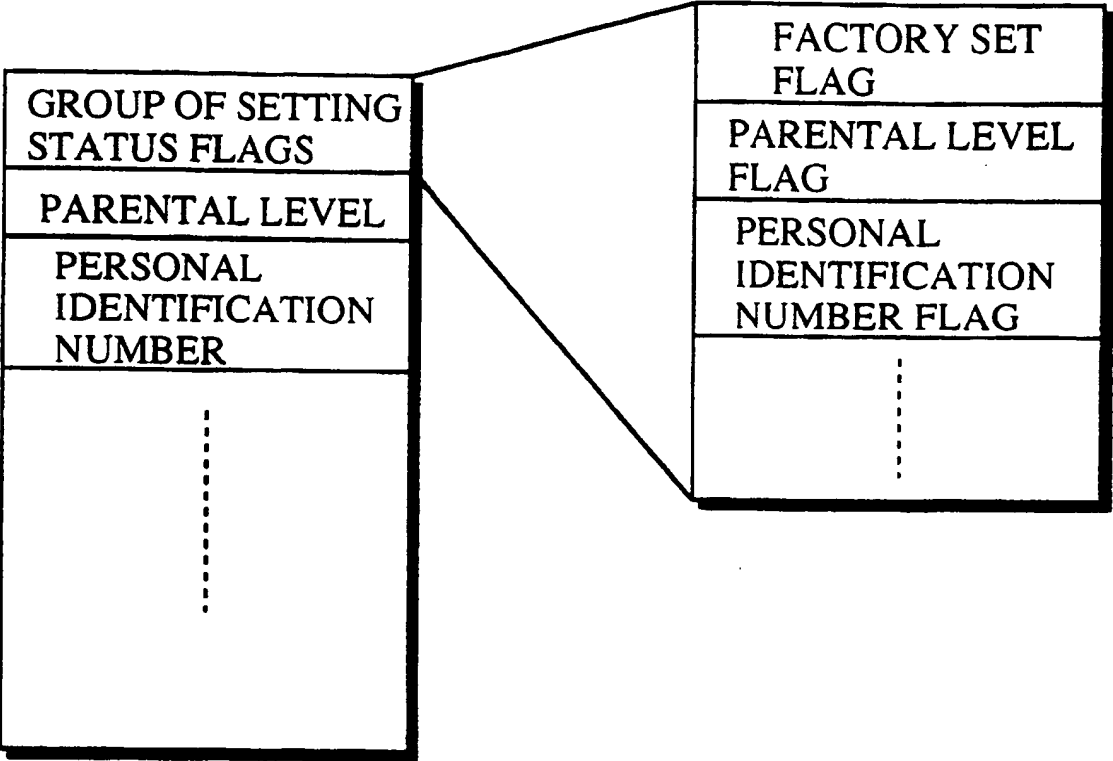 GROUP OF SETTING
STATUS FLAGS
PARENTAL LEVEL
PERSONAL
IDENTIFICATION
NUMBER
FACTORY SET
FLAG
PARENTAL LEVEL
FLAG
PERSONAL
IDENTIFICATION
NUMBER FLAG